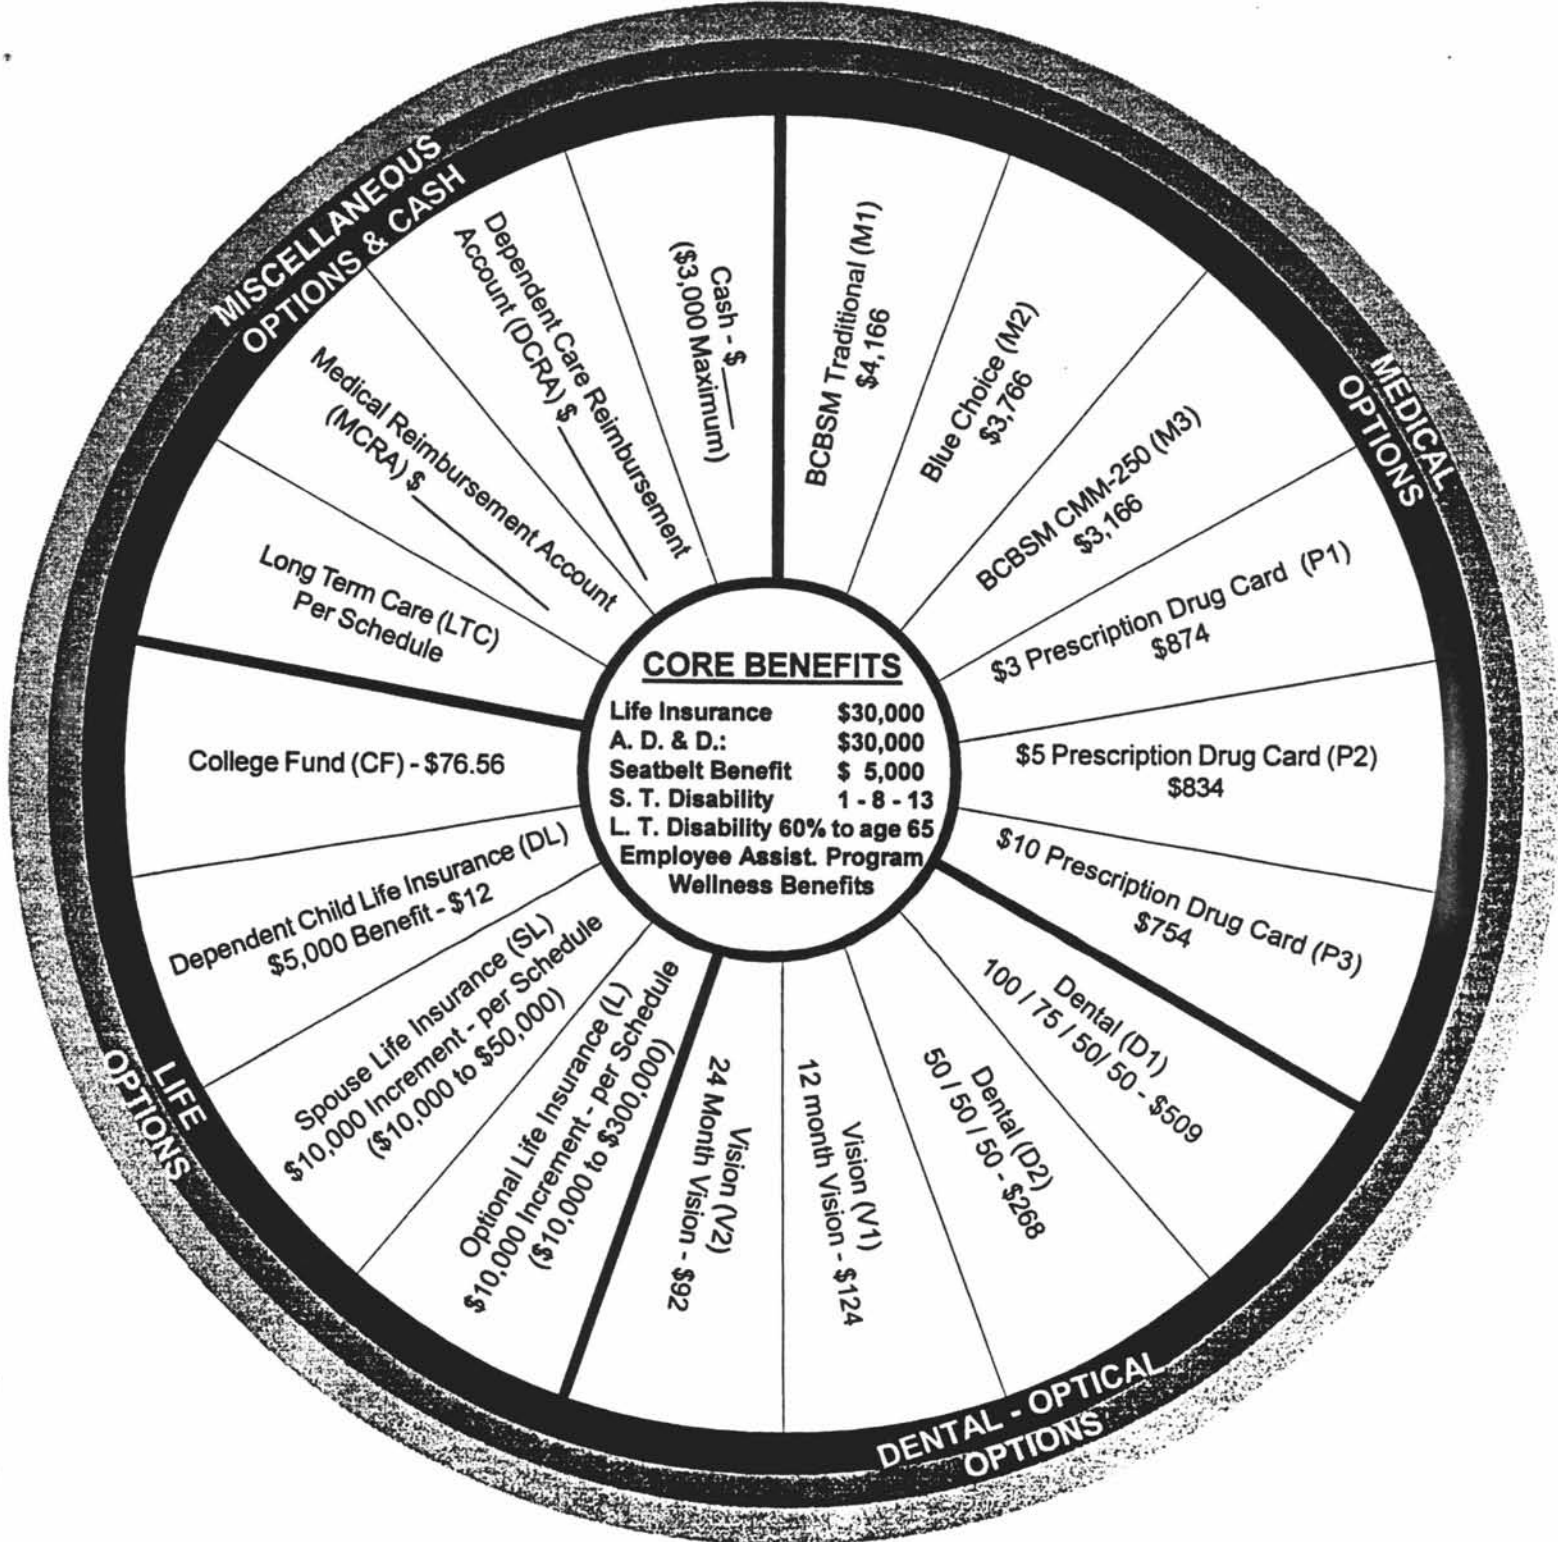 MEDICAL
OPTIONS
BCBSM Traditional (M1)
$4,166
Blue Choice (M2)
$3,766
BCBSM CMM-250 (M3)
$3,166
$3 Prescription Drug Card (P1)
$874
$5 Prescription Drug Card (P2)
$834
$10 Prescription Drug Card (P3)
$754
DENTAL - OPTICAL
OPTIONS
Dental (D1)
100 / 75 / 50/ 50 - $509
Dental (D2)
50 / 50 / 50 - $268
Vision (V1)
12 month Vision - $124
Vision (V2)
24 Month Vision - $92
LIFE
OPTIONS
Optional Life Insurance (L)
$10,000 Increment - per Schedule
($10,000 to $300,000)
Spouse Life Insurance (SL)
$10,000 Increment - per Schedule
($10,000 to $50,000)
Dependent Child Life Insurance (DL)
$5,000 Benefit - $12
College Fund (CF) - $76.56
MISCELLANEOUS
OPTIONS & CASH
Long Term Care (LTC)
Per Schedule
Medical Reimbursement Account
(MCRA) $ ______
Dependent Care Reimbursement
Account (DCRA) $ ______
Cash - $ ____
($3,000 Maximum)
CORE BENEFITS
Life Insurance $30,000
A. D. & D.: $30,000
Seatbelt Benefit $ 5,000
S. T. Disability 1 - 8 - 13
L. T. Disability 60% to age 65
Employee Assist. Program
Wellness Benefits